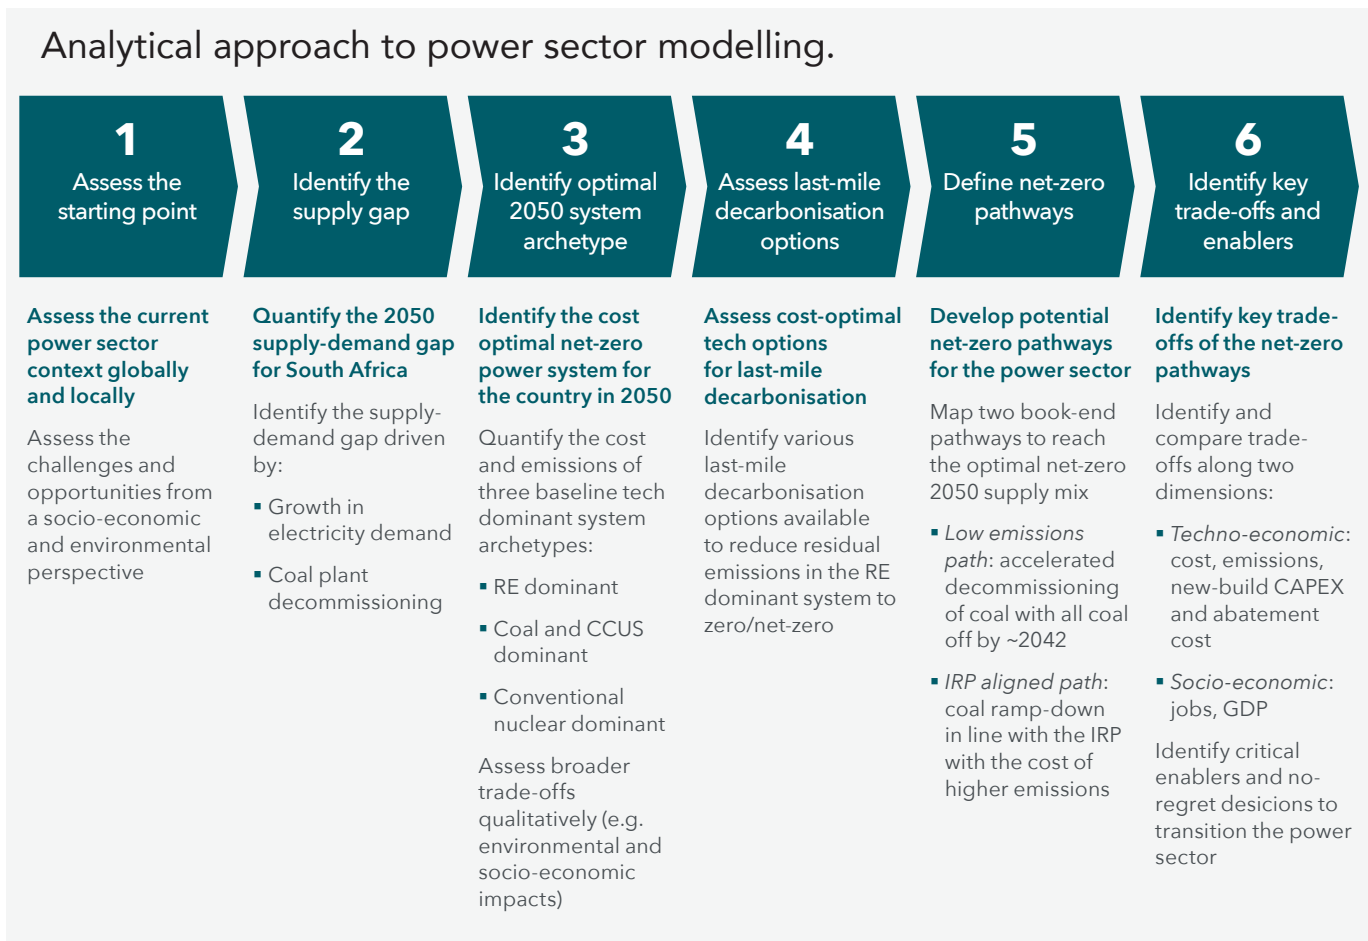 Analytical approach to power sector modelling.
1
Assess the
starting point
2
Identify the
supply gap
3
Identify optimal
2050 system
archetype
4
Assess last-mile
decarbonisation
options
5
Define net-zero
pathways
6
Identify key
trade-offs and
enablers
Assess the current
power sector
context globally
and locally
Assess the
challenges and
opportunities from
a socio-economic
and environmental
perspective
Quantify the 2050
supply-demand gap
for South Africa
Identify the supply-
demand gap driven
by:
▪ Growth in
electricity demand
▪ Coal plant
decommissioning
Identify the cost
optimal net-zero
power system for
the country in 2050
Quantify the cost
and emissions of
three baseline tech
dominant system
archetypes:
▪ RE dominant
▪ Coal and CCUS
dominant
▪ Conventional
nuclear dominant
Assess broader
trade-offs
qualitatively (e.g.
environmental and
socio-economic
impacts)
Assess cost-optimal
tech options
for last-mile
decarbonisation
Identify various
last-mile
decarbonisation
options available
to reduce residual
emissions in the RE
dominant system to
zero/net-zero
Develop potential
net-zero pathways
for the power sector
Map two book-end
pathways to reach
the optimal net-zero
2050 supply mix
▪ Low emissions
path: accelerated
decommissioning
of coal with all coal
off by ~2042
▪ IRP aligned path:
coal ramp-down
in line with the IRP
with the cost of
higher emissions
Identify key trade-
offs of the net-zero
pathways
Identify and
compare trade-
offs along two
dimensions:
▪ Techno-economic:
cost, emissions,
new-build CAPEX
and abatement
cost
▪ Socio-economic:
jobs, GDP
Identify critical
enablers and no-
regret desicions to
transition the power
sector